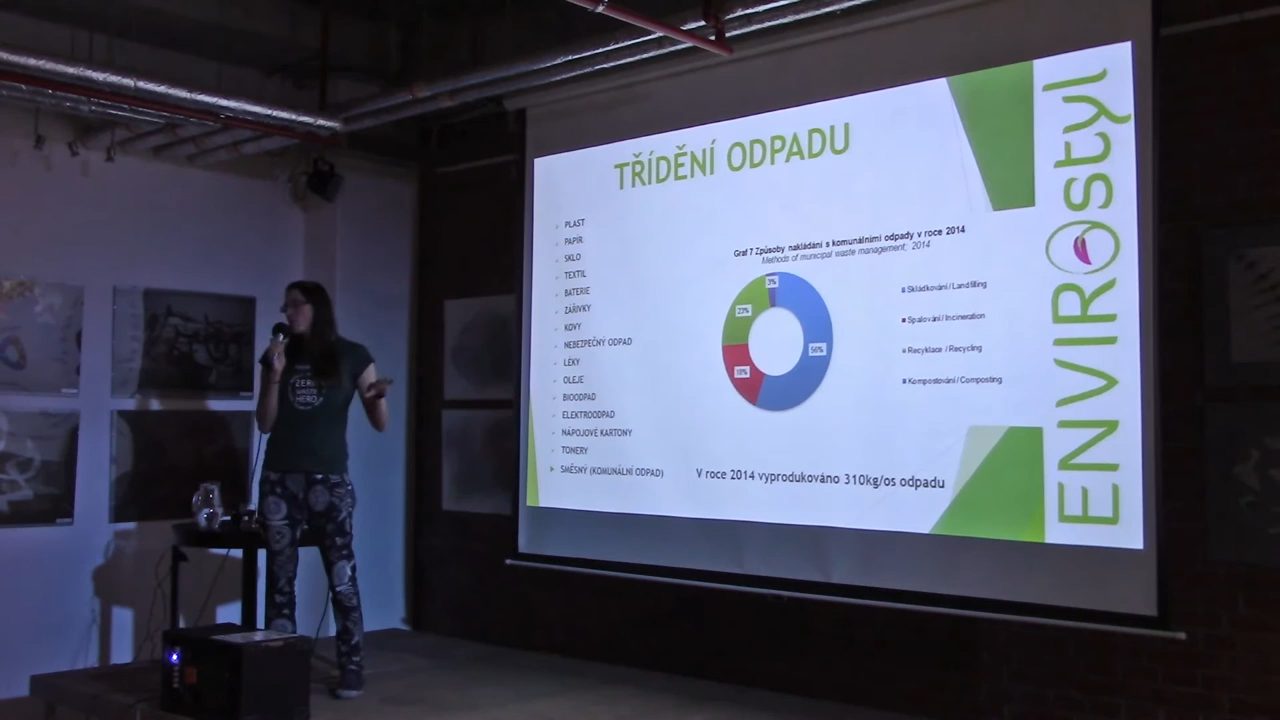 TŘÍDĚNÍ ODPADU
PLAST
PAPÍR
SKLO
TEXTIL
BATERIE
ZÁŘIVKY
KOVY
NEBEZPEČNÝ ODPAD
LÉKY
OLEJE
BIOODPAD
ELEKTROODPAD
NÁPOJOVÉ KARTONY
TONERY
SMĚSNÝ (KOMUNÁLNÍ ODPAD)
Graf 7 Způsoby nakládání s komunálními odpady v roce 2014
Methods of municipal waste management; 2014
3%
23%
18%
56%
Skládkování / Landfilling
Spalování / Incineration
Recyklace / Recycling
Kompostování / Composting
V roce 2014 vyprodukováno 310kg/os odpadu
ENVIROstyl
ZERO
WASTE
HERO